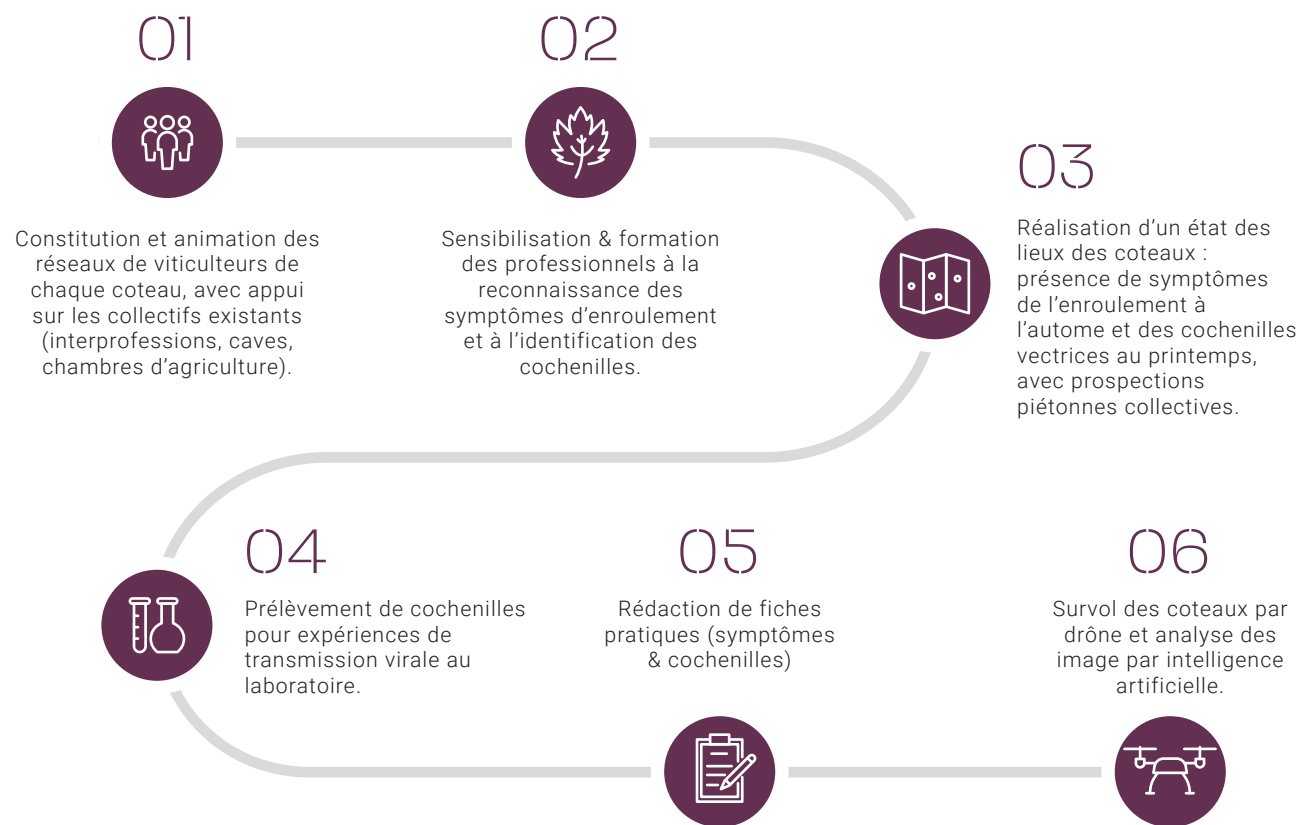 01
Constitution et animation des
réseaux de viticulteurs de
chaque coteau, avec appui
sur les collectifs existants
(interprofessions, caves,
chambres d’agriculture).
02
Sensibilisation & formation
des professionnels à la
reconnaissance des
symptômes d’enroulement
et à l’identification des
cochenilles.
03
Réalisation d’un état des
lieux des coteaux :
présence de symptômes
de l’enroulement à
l’autome et des cochenilles
vectrices au printemps,
avec prospections
piétonnes collectives.
04
Prélèvement de cochenilles
pour expériences de
transmission virale au
laboratoire.
05
Rédaction de fiches
pratiques (symptômes
& cochenilles)
06
Survol des coteaux par
drône et analyse des
image par intelligence
artificielle.